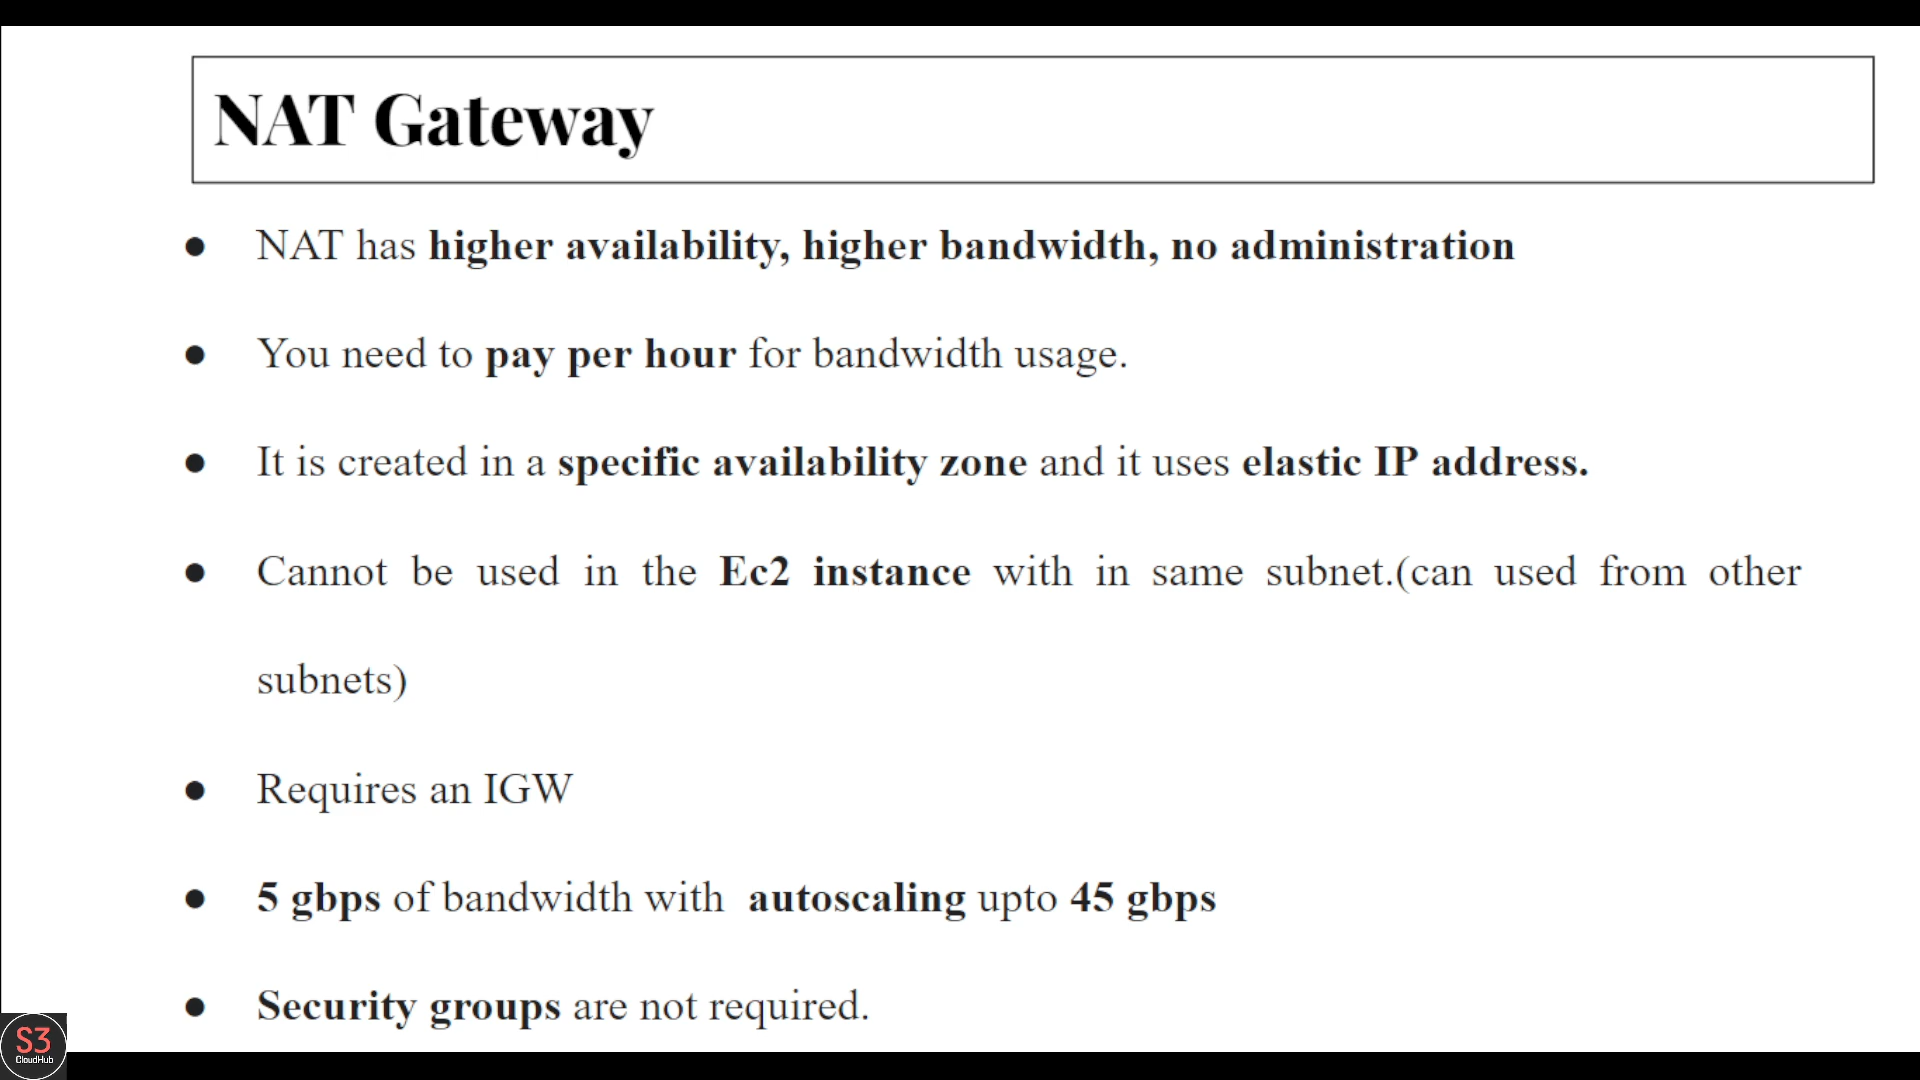 NAT Gateway
● NAT has higher availability, higher bandwidth, no administration
● You need to pay per hour for bandwidth usage.
● It is created in a specific availability zone and it uses elastic IP address.
● Cannot be used in the Ec2 instance with in same subnet.(can used from other
subnets)
● Requires an IGW
● 5 gbps of bandwidth with autoscaling upto 45 gbps
● Security groups are not required.
S3
CloudHub